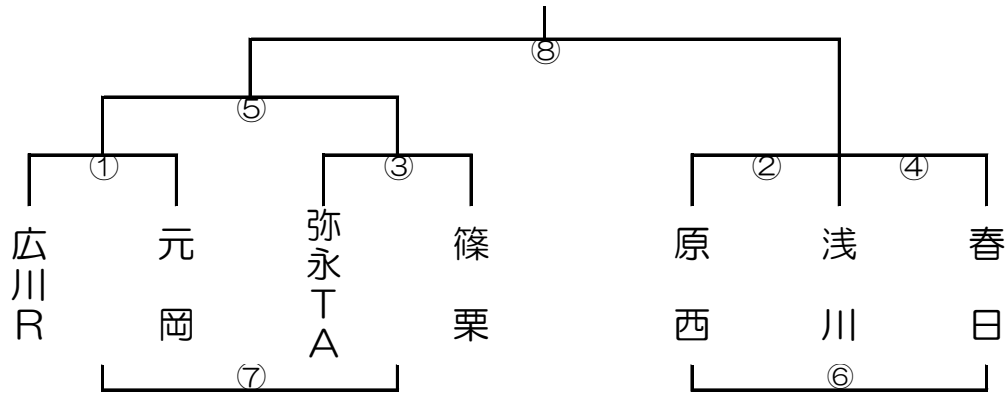 ⑧
⑤
① ③ ② ④
広川R
元岡
弥永TA
篠栗
原西
浅川
春日
⑦ ⑥